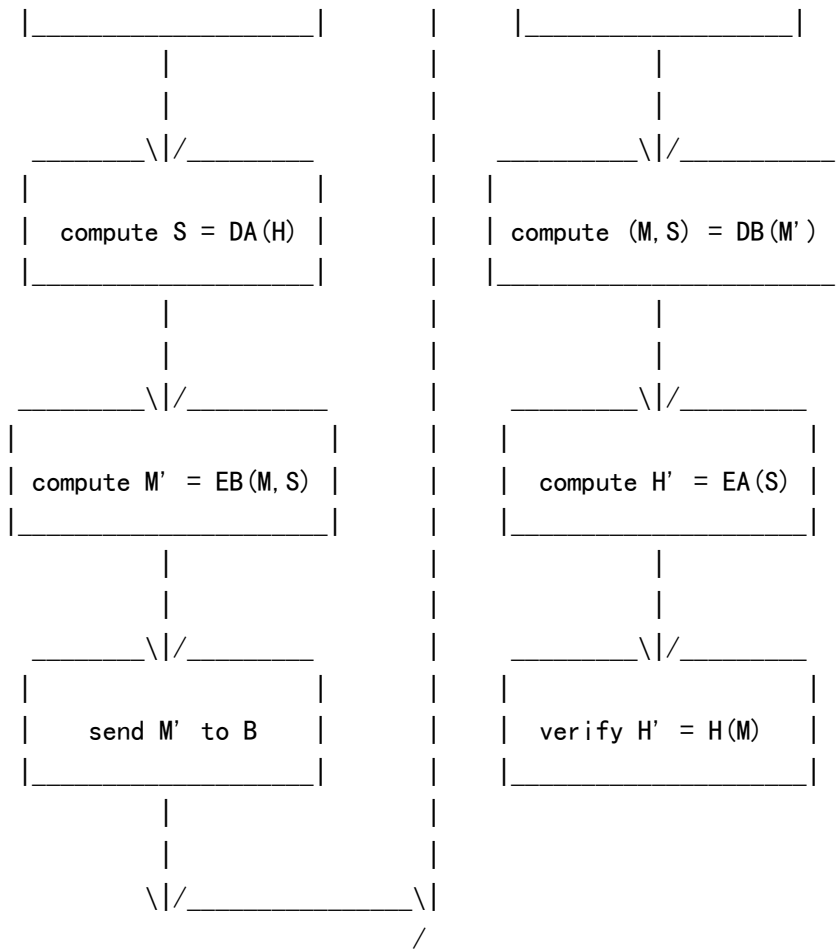 compute S = DA(H)
compute (M,S) = DB(M')
compute M' = EB(M,S)
compute H' = EA(S)
send M' to B
verify H' = H(M)